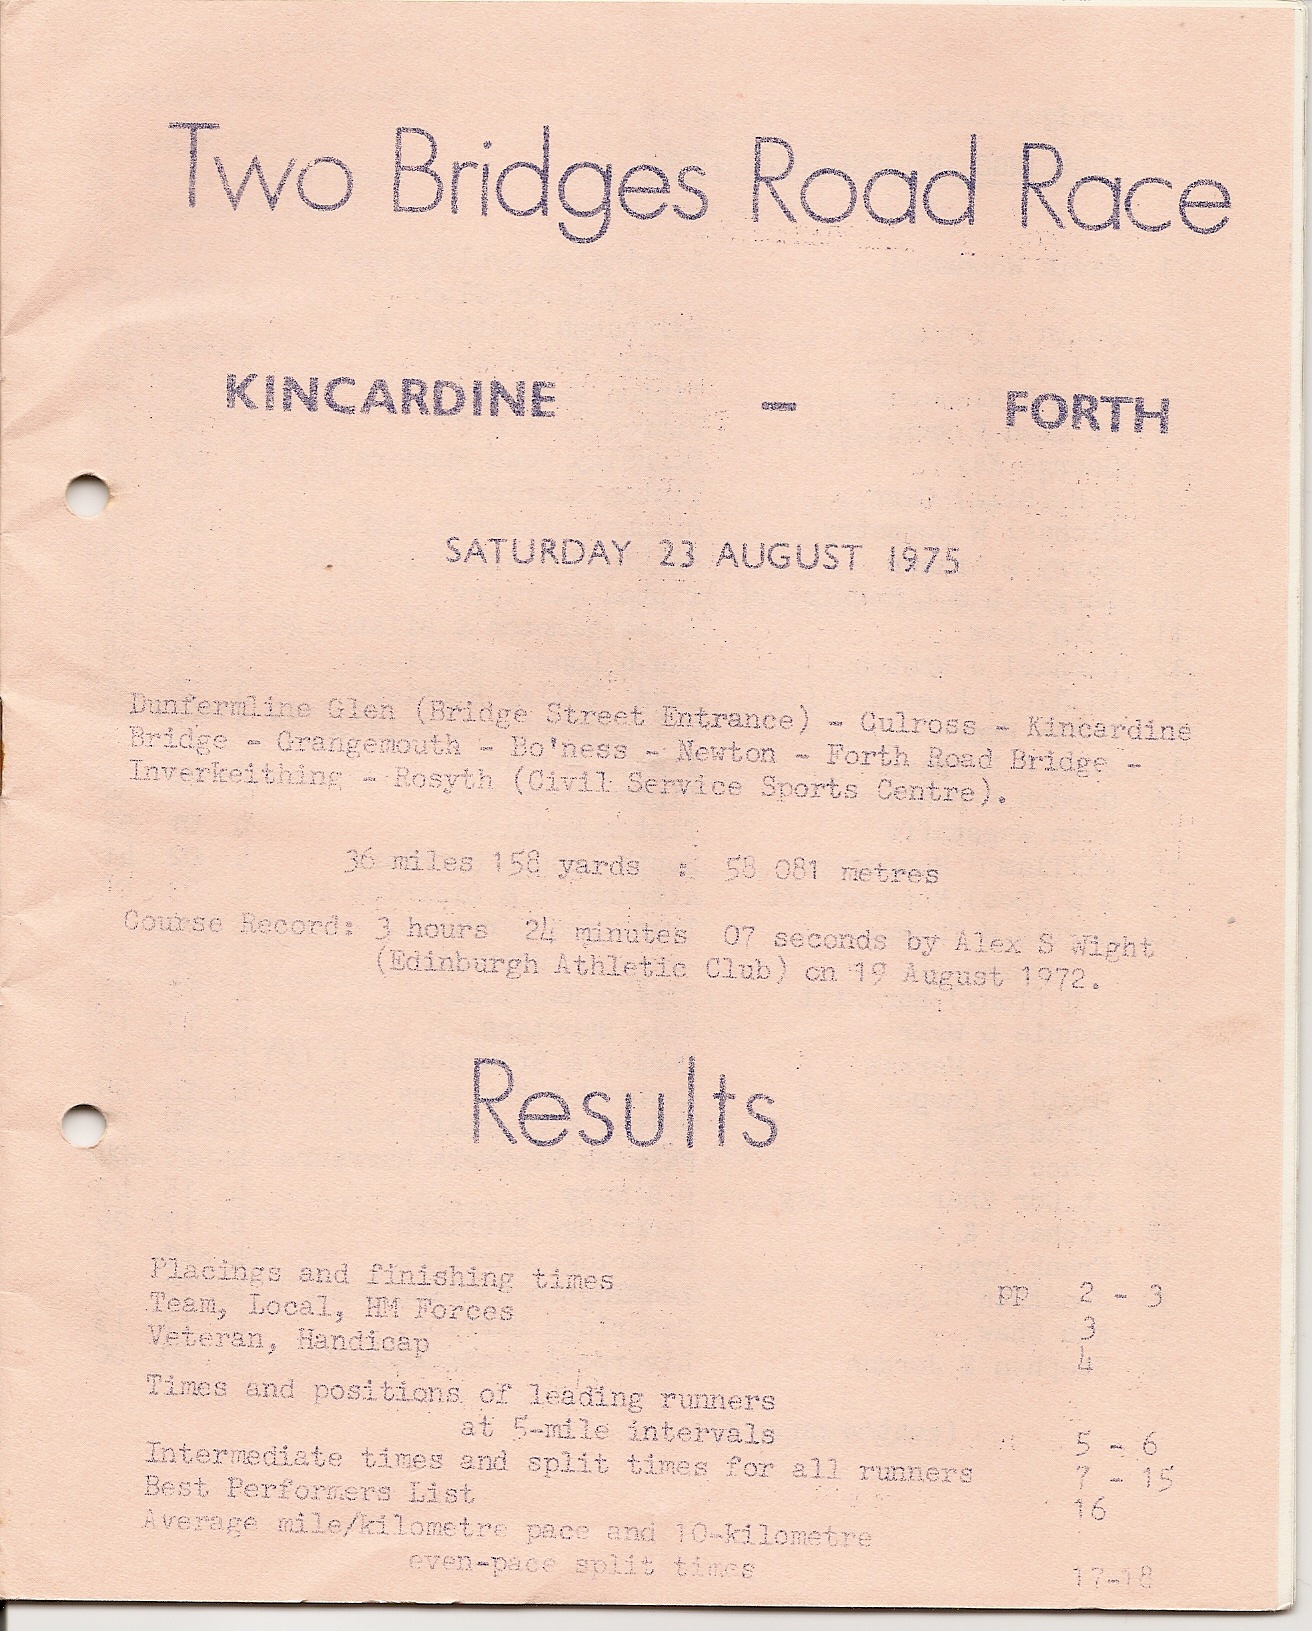 Two Bridges Road Race
KINCARDINE - FORTH
SATURDAY 23 AUGUST 1975
Dunfermline Glen (Bridge Street Entrance) - Culross - Kincardine
Bridge - Grangemouth - Bo'ness - Newton - Forth Road Bridge -
Inverkeithing - Rosyth (Civil Service Sports Centre).
36 miles 158 yards : 58 081 metres
Course Record: 3 hours 24 minutes 07 seconds by Alex S Wight
(Edinburgh Athletic Club) on 19 August 1972.
Results
Placings and finishing times pp 2 - 3
Team, Local, HM Forces 3
Veteran, Handicap 4
Times and positions of leading runners
at 5-mile intervals 5 - 6
Intermediate times and split times for all runners 7 - 15
Best Performers List 16
Average mile/kilometre pace and 10-kilometre
even-pace split times 17-18